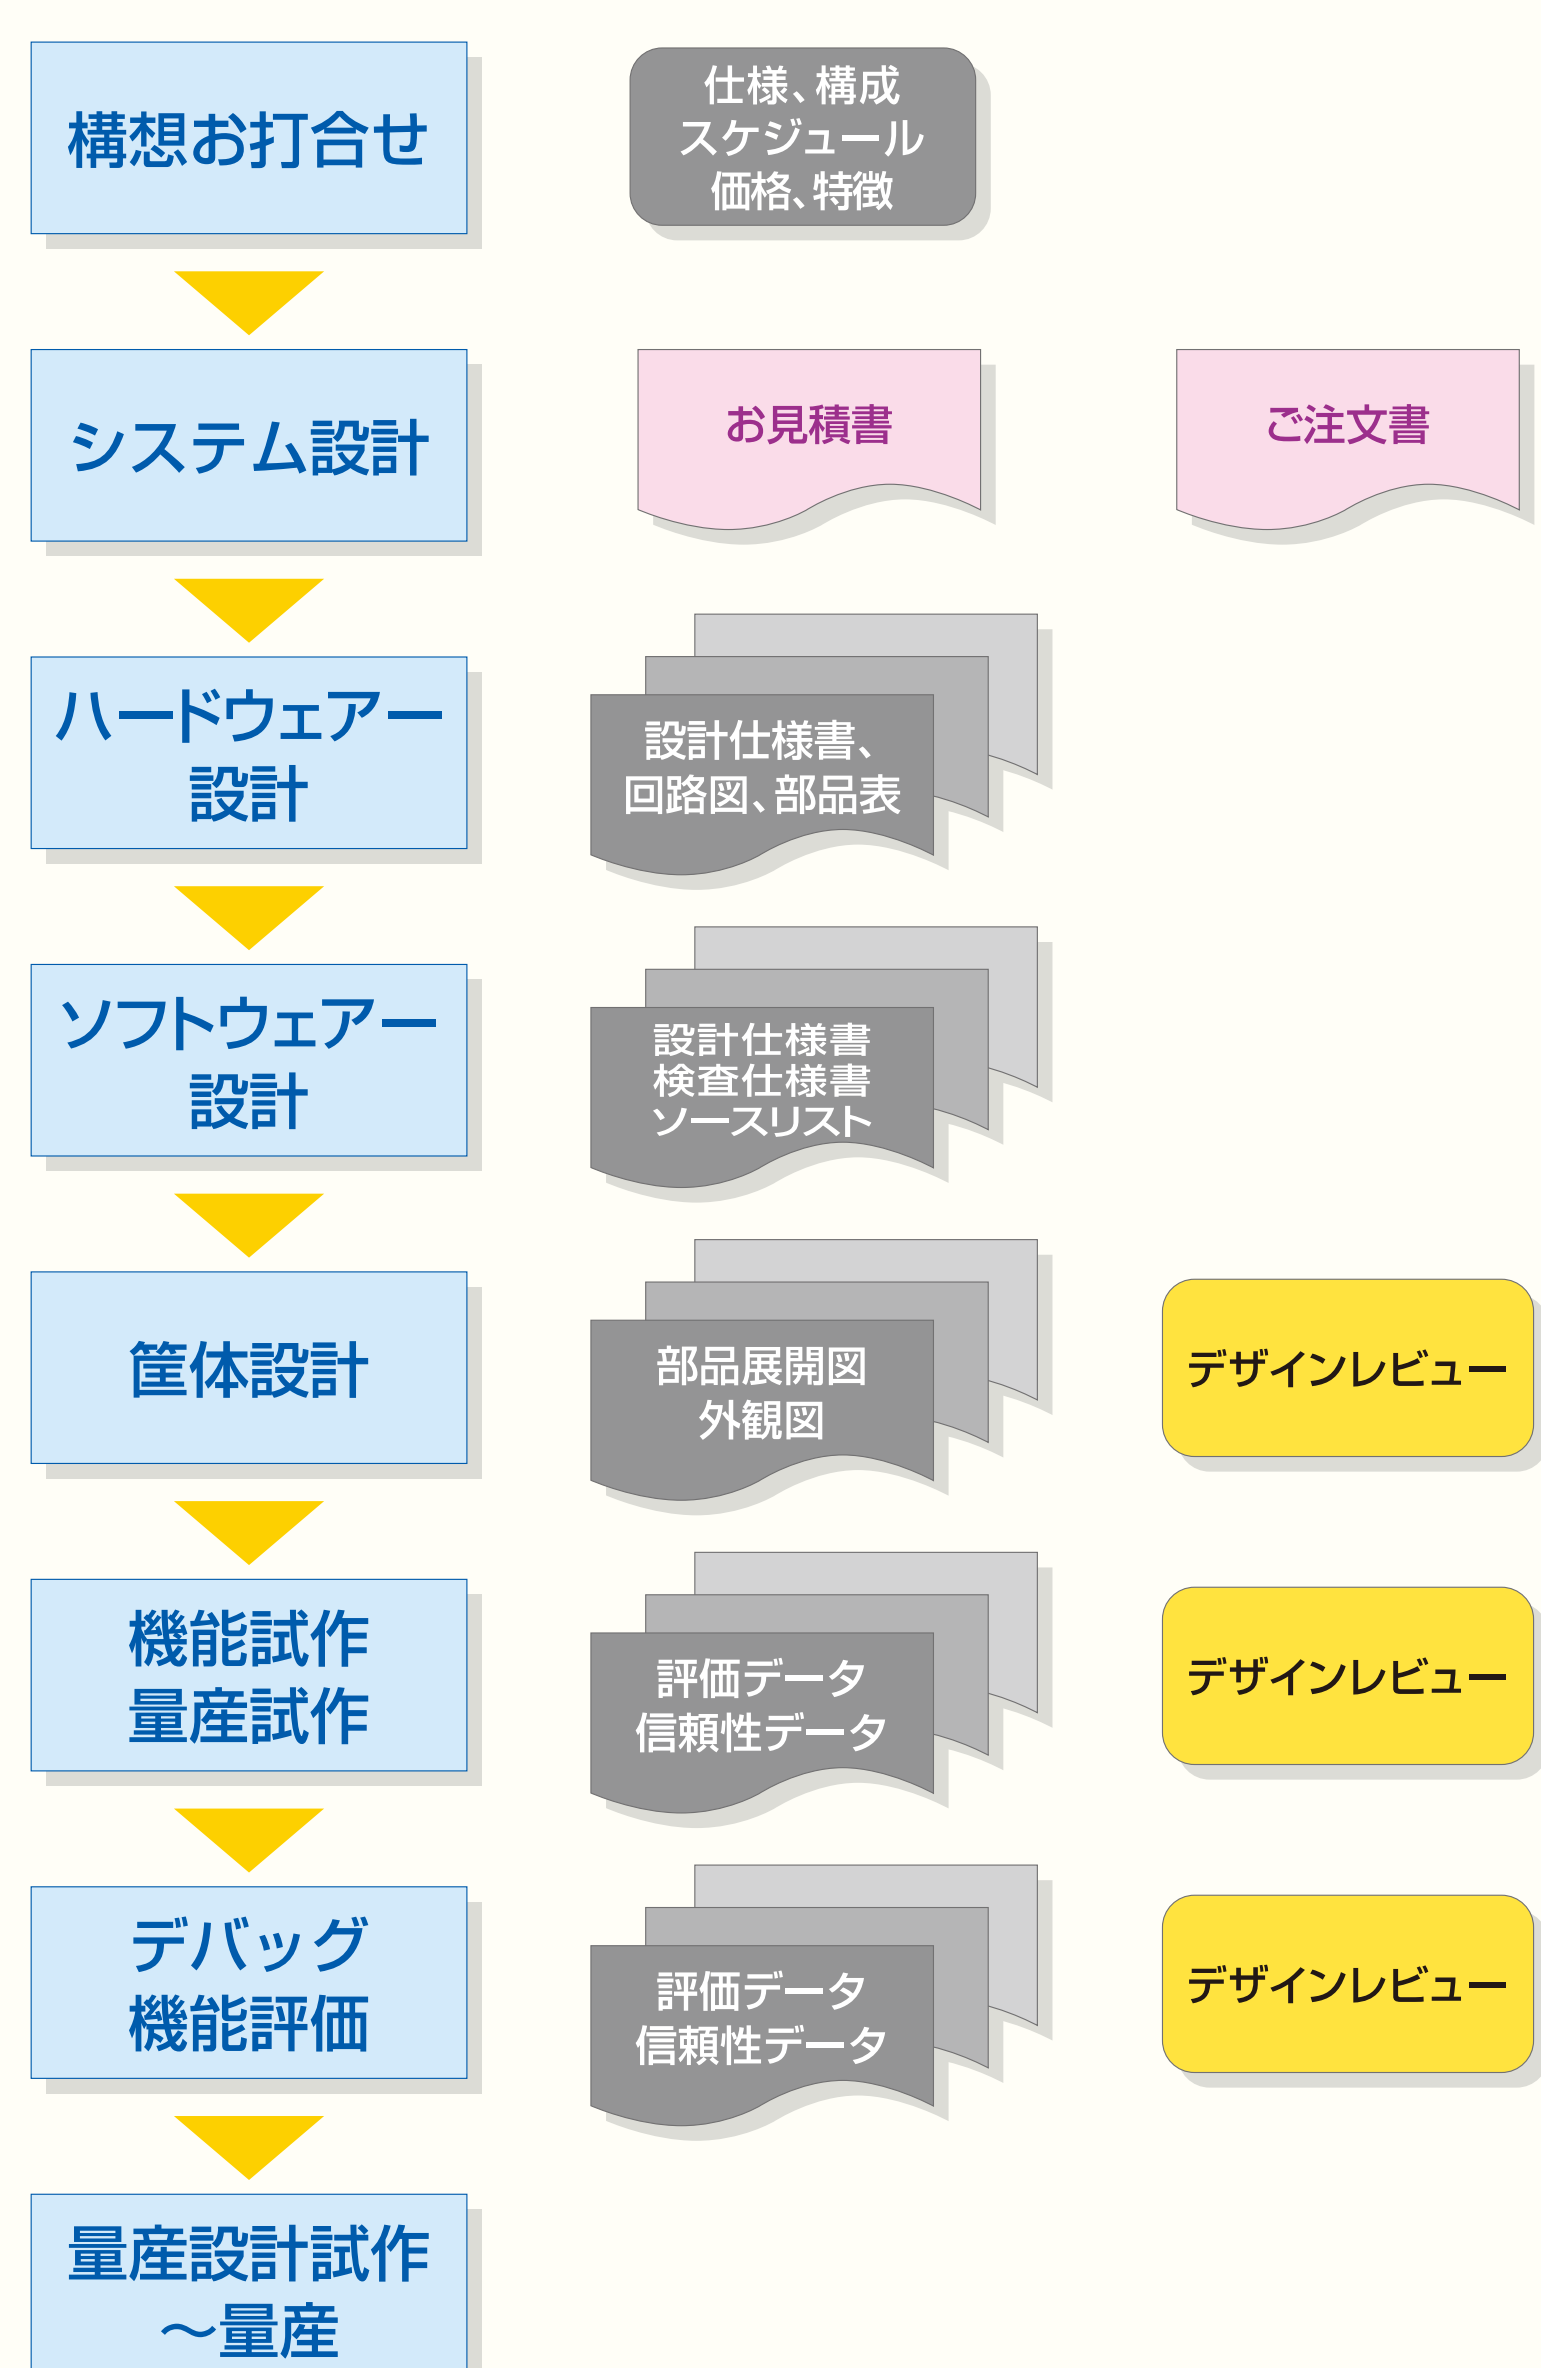 構想お打合せ
仕様、構成
スケジュール
価格、特徴
システム設計
お見積書
ご注文書
ハードウェアー
設計
設計仕様書、
回路図、部品表
ソフトウェアー
設計
設計仕様書
検査仕様書
ソースリスト
筐体設計
部品展開図
外観図
デザインレビュー
機能試作
量産試作
評価データ
信頼性データ
デザインレビュー
デバッグ
機能評価
評価データ
信頼性データ
デザインレビュー
量産設計試作
～量産